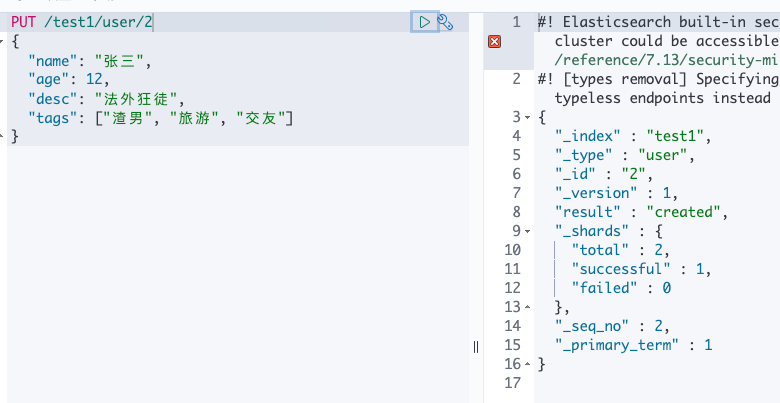 PUT /test1/user/2
{
"name": "张三",
"age": 12,
"desc": "法外狂徒",
"tags": ["渣男", "旅游", "交友"]
}
1 #! Elasticsearch built-in sec
cluster could be accessible
/reference/7.13/security-mi
2 #! [types removal] Specifying
typeless endpoints instead
3 {
4 "_index" : "test1",
5 "_type" : "user",
6 "_id" : "2",
7 "_version" : 1,
8 "result" : "created",
9 "_shards" : {
10 "total" : 2,
11 "successful" : 1,
12 "failed" : 0
13 },
14 "_seq_no" : 2,
15 "_primary_term" : 1
16 }
17